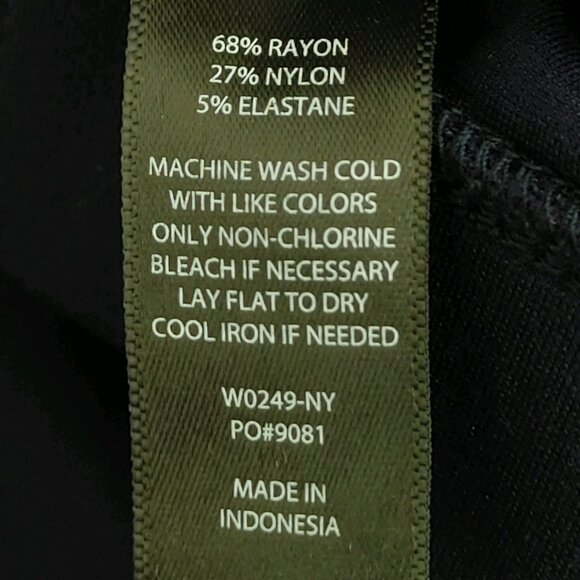 68% RAYON
27% NYLON
5% ELASTANE
MACHINE WASH COLD
WITH LIKE COLORS
ONLY NON-CHLORINE
BLEACH IF NECESSARY
LAY FLAT TO DRY
COOL IRON IF NEEDED
W0249-NY
PO#9081
MADE IN
INDONESIA